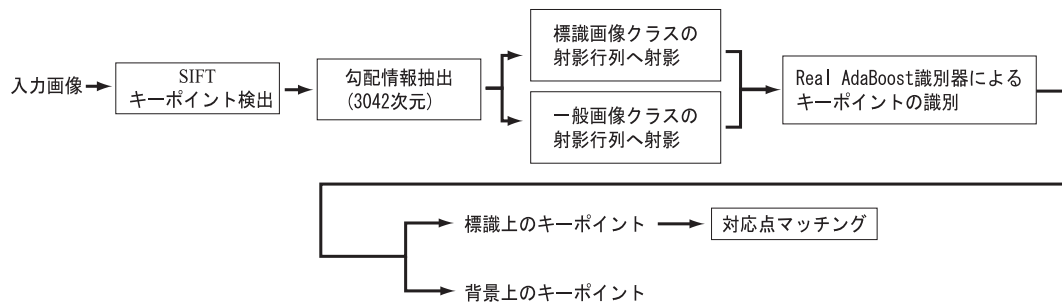 入力画像
SIFT
キーポイント検出
勾配情報抽出
(3042次元)
標識画像クラスの
射影行列へ射影
一般画像クラスの
射影行列へ射影
Real AdaBoost識別器による
キーポイントの識別
標識上のキーポイント
対応点マッチング
背景上のキーポイント